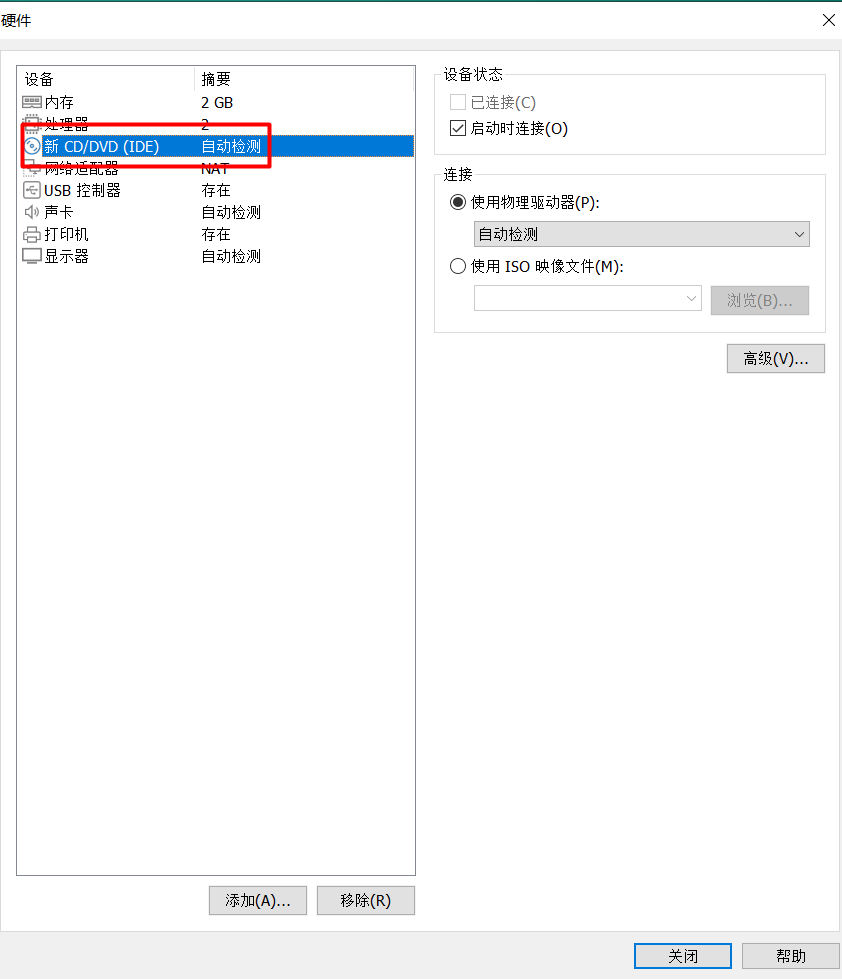 硬件
设备 摘要
内存 2 GB
处理器 2
新 CD/DVD (IDE) 自动检测
网络适配器 NAT
USB 控制器 存在
声卡 自动检测
打印机 存在
显示器 自动检测
添加(A)... 移除(R)
设备状态
已连接(C)
启动时连接(O)
连接
使用物理驱动器(P):
自动检测
使用 ISO 映像文件(M):
浏览(B)...
高级(V)...
关闭 帮助